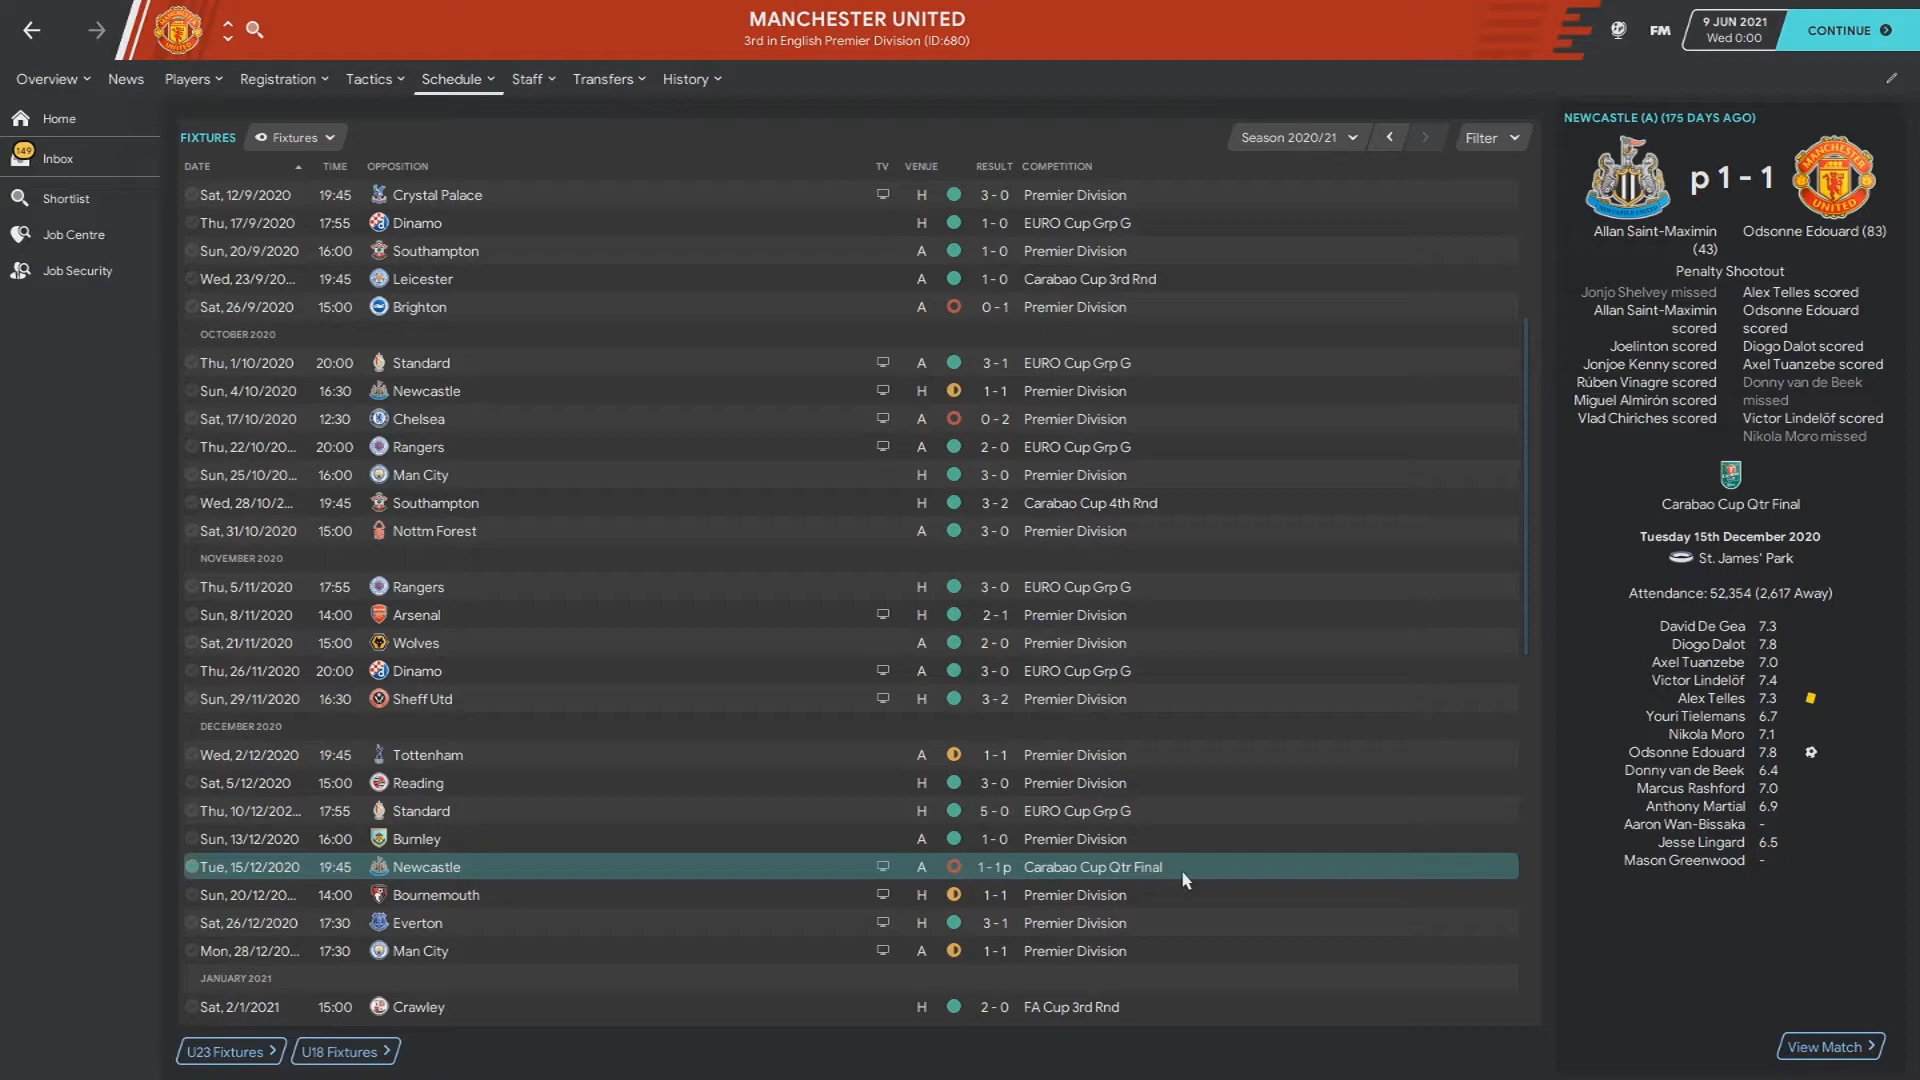 MANCHESTER UNITED
3rd in English Premier Division (ID:680)
FM
9 JUN 2021
Wed 0:00
CONTINUE
Overview News Players Registration Tactics Schedule Staff Transfers History
Home
149
Inbox
Shortlist
Job Centre
Job Security
FIXTURES Fixtures Season 2020/21 Filter
DATE TIME OPPOSITION TV VENUE RESULT COMPETITION
Sat, 12/9/2020 19:45 Crystal Palace H 3 - 0 Premier Division
Thu, 17/9/2020 17:55 Dinamo H 1 - 0 EURO Cup Grp G
Sun, 20/9/2020 16:00 Southampton A 1 - 0 Premier Division
Wed, 23/9/20... 19:45 Leicester A 1 - 0 Carabao Cup 3rd Rnd
Sat, 26/9/2020 15:00 Brighton A 0 - 1 Premier Division
OCTOBER 2020
Thu, 1/10/2020 20:00 Standard A 3 - 1 EURO Cup Grp G
Sun, 4/10/2020 16:30 Newcastle H 1 - 1 Premier Division
Sat, 17/10/2020 12:30 Chelsea A 0 - 2 Premier Division
Thu, 22/10/20... 20:00 Rangers A 2 - 0 EURO Cup Grp G
Sun, 25/10/20... 16:00 Man City H 3 - 0 Premier Division
Wed, 28/10/2... 19:45 Southampton H 3 - 2 Carabao Cup 4th Rnd
Sat, 31/10/2020 15:00 Nottm Forest A 3 - 0 Premier Division
NOVEMBER 2020
Thu, 5/11/2020 17:55 Rangers H 3 - 0 EURO Cup Grp G
Sun, 8/11/2020 14:00 Arsenal H 2 - 1 Premier Division
Sat, 21/11/2020 15:00 Wolves A 2 - 0 Premier Division
Thu, 26/11/2020 20:00 Dinamo A 3 - 0 EURO Cup Grp G
Sun, 29/11/2020 16:30 Sheff Utd H 3 - 2 Premier Division
DECEMBER 2020
Wed, 2/12/2020 19:45 Tottenham A 1 - 1 Premier Division
Sat, 5/12/2020 15:00 Reading H 3 - 0 Premier Division
Thu, 10/12/202... 17:55 Standard H 5 - 0 EURO Cup Grp G
Sun, 13/12/2020 16:00 Burnley A 1 - 0 Premier Division
Tue, 15/12/2020 19:45 Newcastle A 1 - 1 p Carabao Cup Qtr Final
Sun, 20/12/20... 14:00 Bournemouth H 1 - 1 Premier Division
Sat, 26/12/2020 17:30 Everton H 3 - 1 Premier Division
Mon, 28/12/20... 17:30 Man City A 1 - 1 Premier Division
JANUARY 2021
Sat, 2/1/2021 15:00 Crawley H 2 - 0 FA Cup 3rd Rnd
U23 Fixtures U18 Fixtures
NEWCASTLE (A) (175 DAYS AGO)
p 1 - 1
Allan Saint-Maximin (43)
Odsonne Edouard (83)
Penalty Shootout
Jonjo Shelvey missed
Allan Saint-Maximin scored
Joelinton scored
Jonjoe Kenny scored
Rúben Vinagre scored
Miguel Almirón scored
Vlad Chiriches scored
Alex Telles scored
Odsonne Edouard scored
Diogo Dalot scored
Axel Tuanzebe scored
Donny van de Beek missed
Victor Lindelöf scored
Nikola Moro missed
Carabao Cup Qtr Final
Tuesday 15th December 2020
St. James' Park
Attendance: 52,354 (2,617 Away)
David De Gea 7.3
Diogo Dalot 7.8
Axel Tuanzebe 7.0
Victor Lindelöf 7.4
Alex Telles 7.3
Youri Tielemans 6.7
Nikola Moro 7.1
Odsonne Edouard 7.8
Donny van de Beek 6.4
Marcus Rashford 7.0
Anthony Martial 6.9
Aaron Wan-Bissaka -
Jesse Lingard 6.5
Mason Greenwood -
View Match